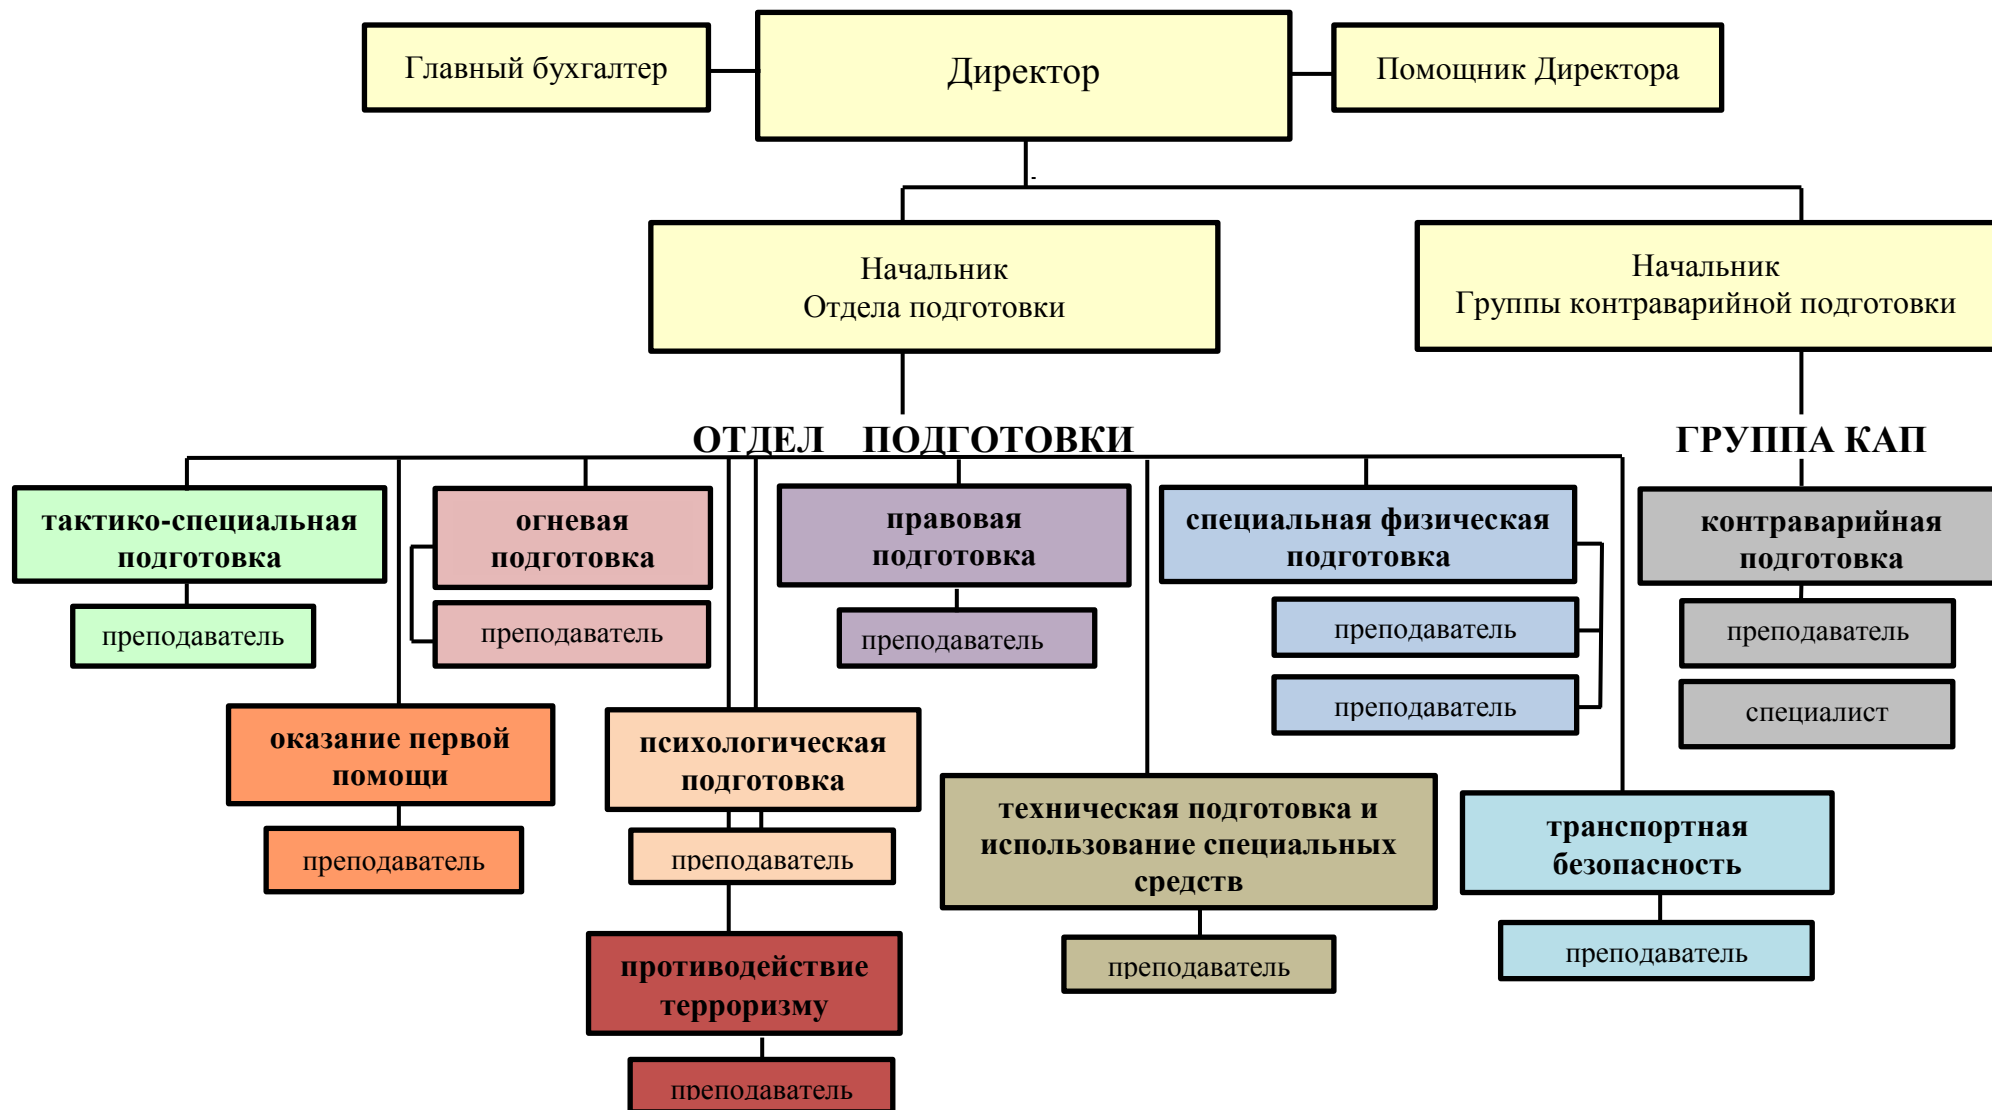 Главный бухгалтер
Директор
Помощник Директора
-
Начальник
Отдела подготовки
Начальник
Группы контраварийной подготовки
ОТДЕЛ ПОДГОТОВКИ
ГРУППА КАП
тактико-специальная
подготовка
преподаватель
огневая
подготовка
преподаватель
правовая
подготовка
преподаватель
специальная физическая
подготовка
преподаватель
преподаватель
контраварийная
подготовка
преподаватель
специалист
оказание первой
помощи
преподаватель
психологическая
подготовка
преподаватель
техническая подготовка и
использование специальных
средств
преподаватель
транспортная
безопасность
преподаватель
противодействие
терроризму
преподаватель